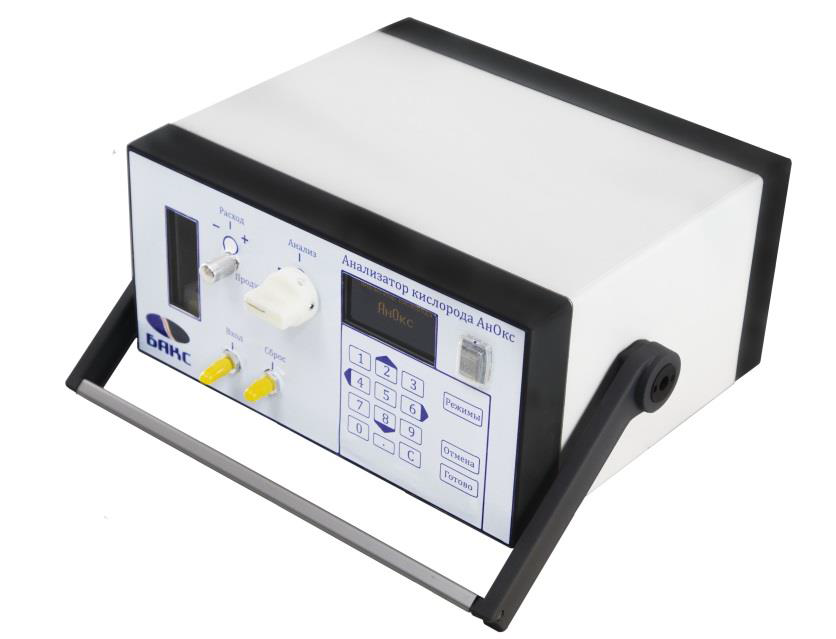 Расход
− +
Анализ
Вход
Сброс
БАКС
Анализатор кислорода АнОкс
АнОкс
1 2 3
4 5 6
7 8 9
0 . C
Режимы
Отмена
Готово